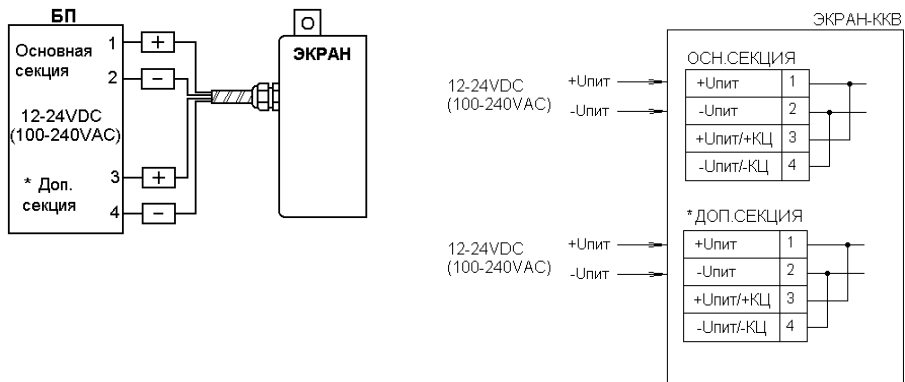 БП
Основная
секция
1
+
2
−
12-24VDC
(100-240VAC)
3
+
* Доп.
секция
4
−
ЭКРАН
ЭКРАН-ККВ
ОСН.СЕКЦИЯ
12-24VDC
(100-240VAC)
+Uпит
-Uпит
+Uпит 1
-Uпит 2
+Uпит/+КЦ 3
-Uпит/-КЦ 4
*ДОП.СЕКЦИЯ
12-24VDC
(100-240VAC)
+Uпит
-Uпит
+Uпит 1
-Uпит 2
+Uпит/+КЦ 3
-Uпит/-КЦ 4